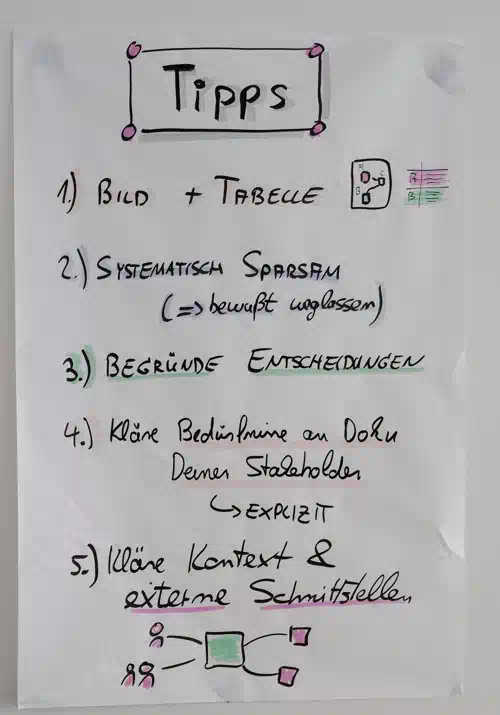 Tipps
1.) BILD + TABELLE
2.) SYSTEMATISCH SPARSAM
(=> bewußt weglassen)
3.) BEGRÜNDE ENTSCHEIDUNGEN
4.) Kläre Bedürfnisse an Doku
Deiner Stakeholder
↳ EXPLIZIT
5.) Kläre Kontext &
externe Schnittstellen